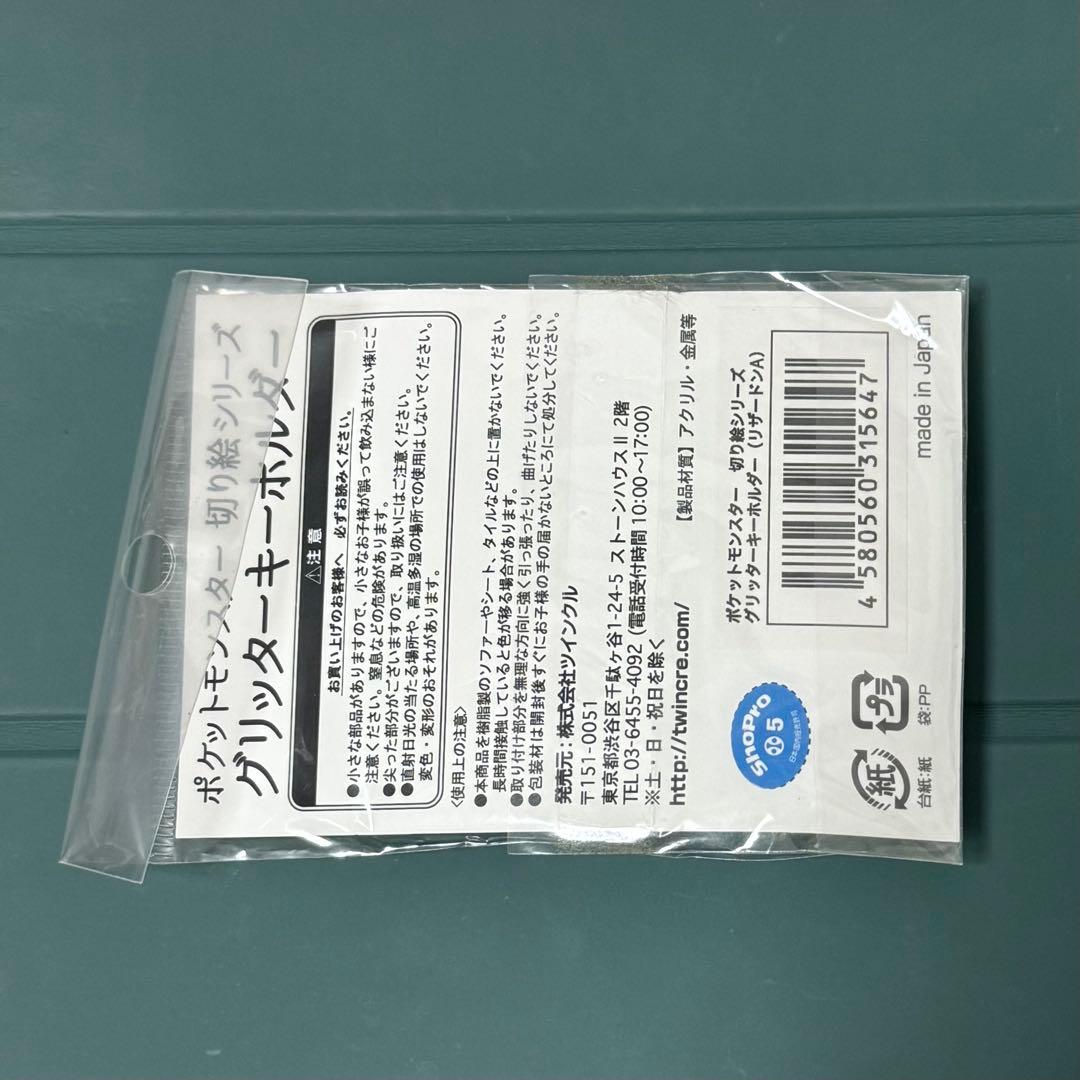 ポケットモンスター 切り絵シリーズ
グリッターキーホルダー
⚠注意
お買い上げのお客様へ 必ずお読みください。
●小さな部品がありますので、小さなお子様が誤って飲み込まない様にご
注意ください。窒息などの危険があります。
●尖った部分がございますので、取り扱いにはご注意ください。
●直射日光の当たる場所や、高温多湿の場所での使用はしないでください。
変色・変形のおそれがあります。
〈使用上の注意〉
●本商品を樹脂製のソファーやシート、タイルなどの上に置かないでください。
長時間接触していると色が移る場合があります。
●取り付け部分を無理な方向に強く引っ張ったり、曲げたりしないでください。
●包装材は開封後すぐにお子様の手の届かないところにて処分してください。
発売元:株式会社ツインクル
〒151-0051
東京都渋谷区千駄ヶ谷1-24-5 ストーンハウスⅡ 2階
TEL 03-6455-4092 (電話受付時間 10:00〜17:00)
※土・日・祝日を除く
http://twincre.com/
【製品材質】アクリル・金属等
ShoPro
小 5
日本国内販売許諾
ポケットモンスター 切り絵シリーズ
グリッターキーホルダー (リザードンA)
4 580560 315647
紙
台紙:紙
プラ
袋:PP
made in Japan